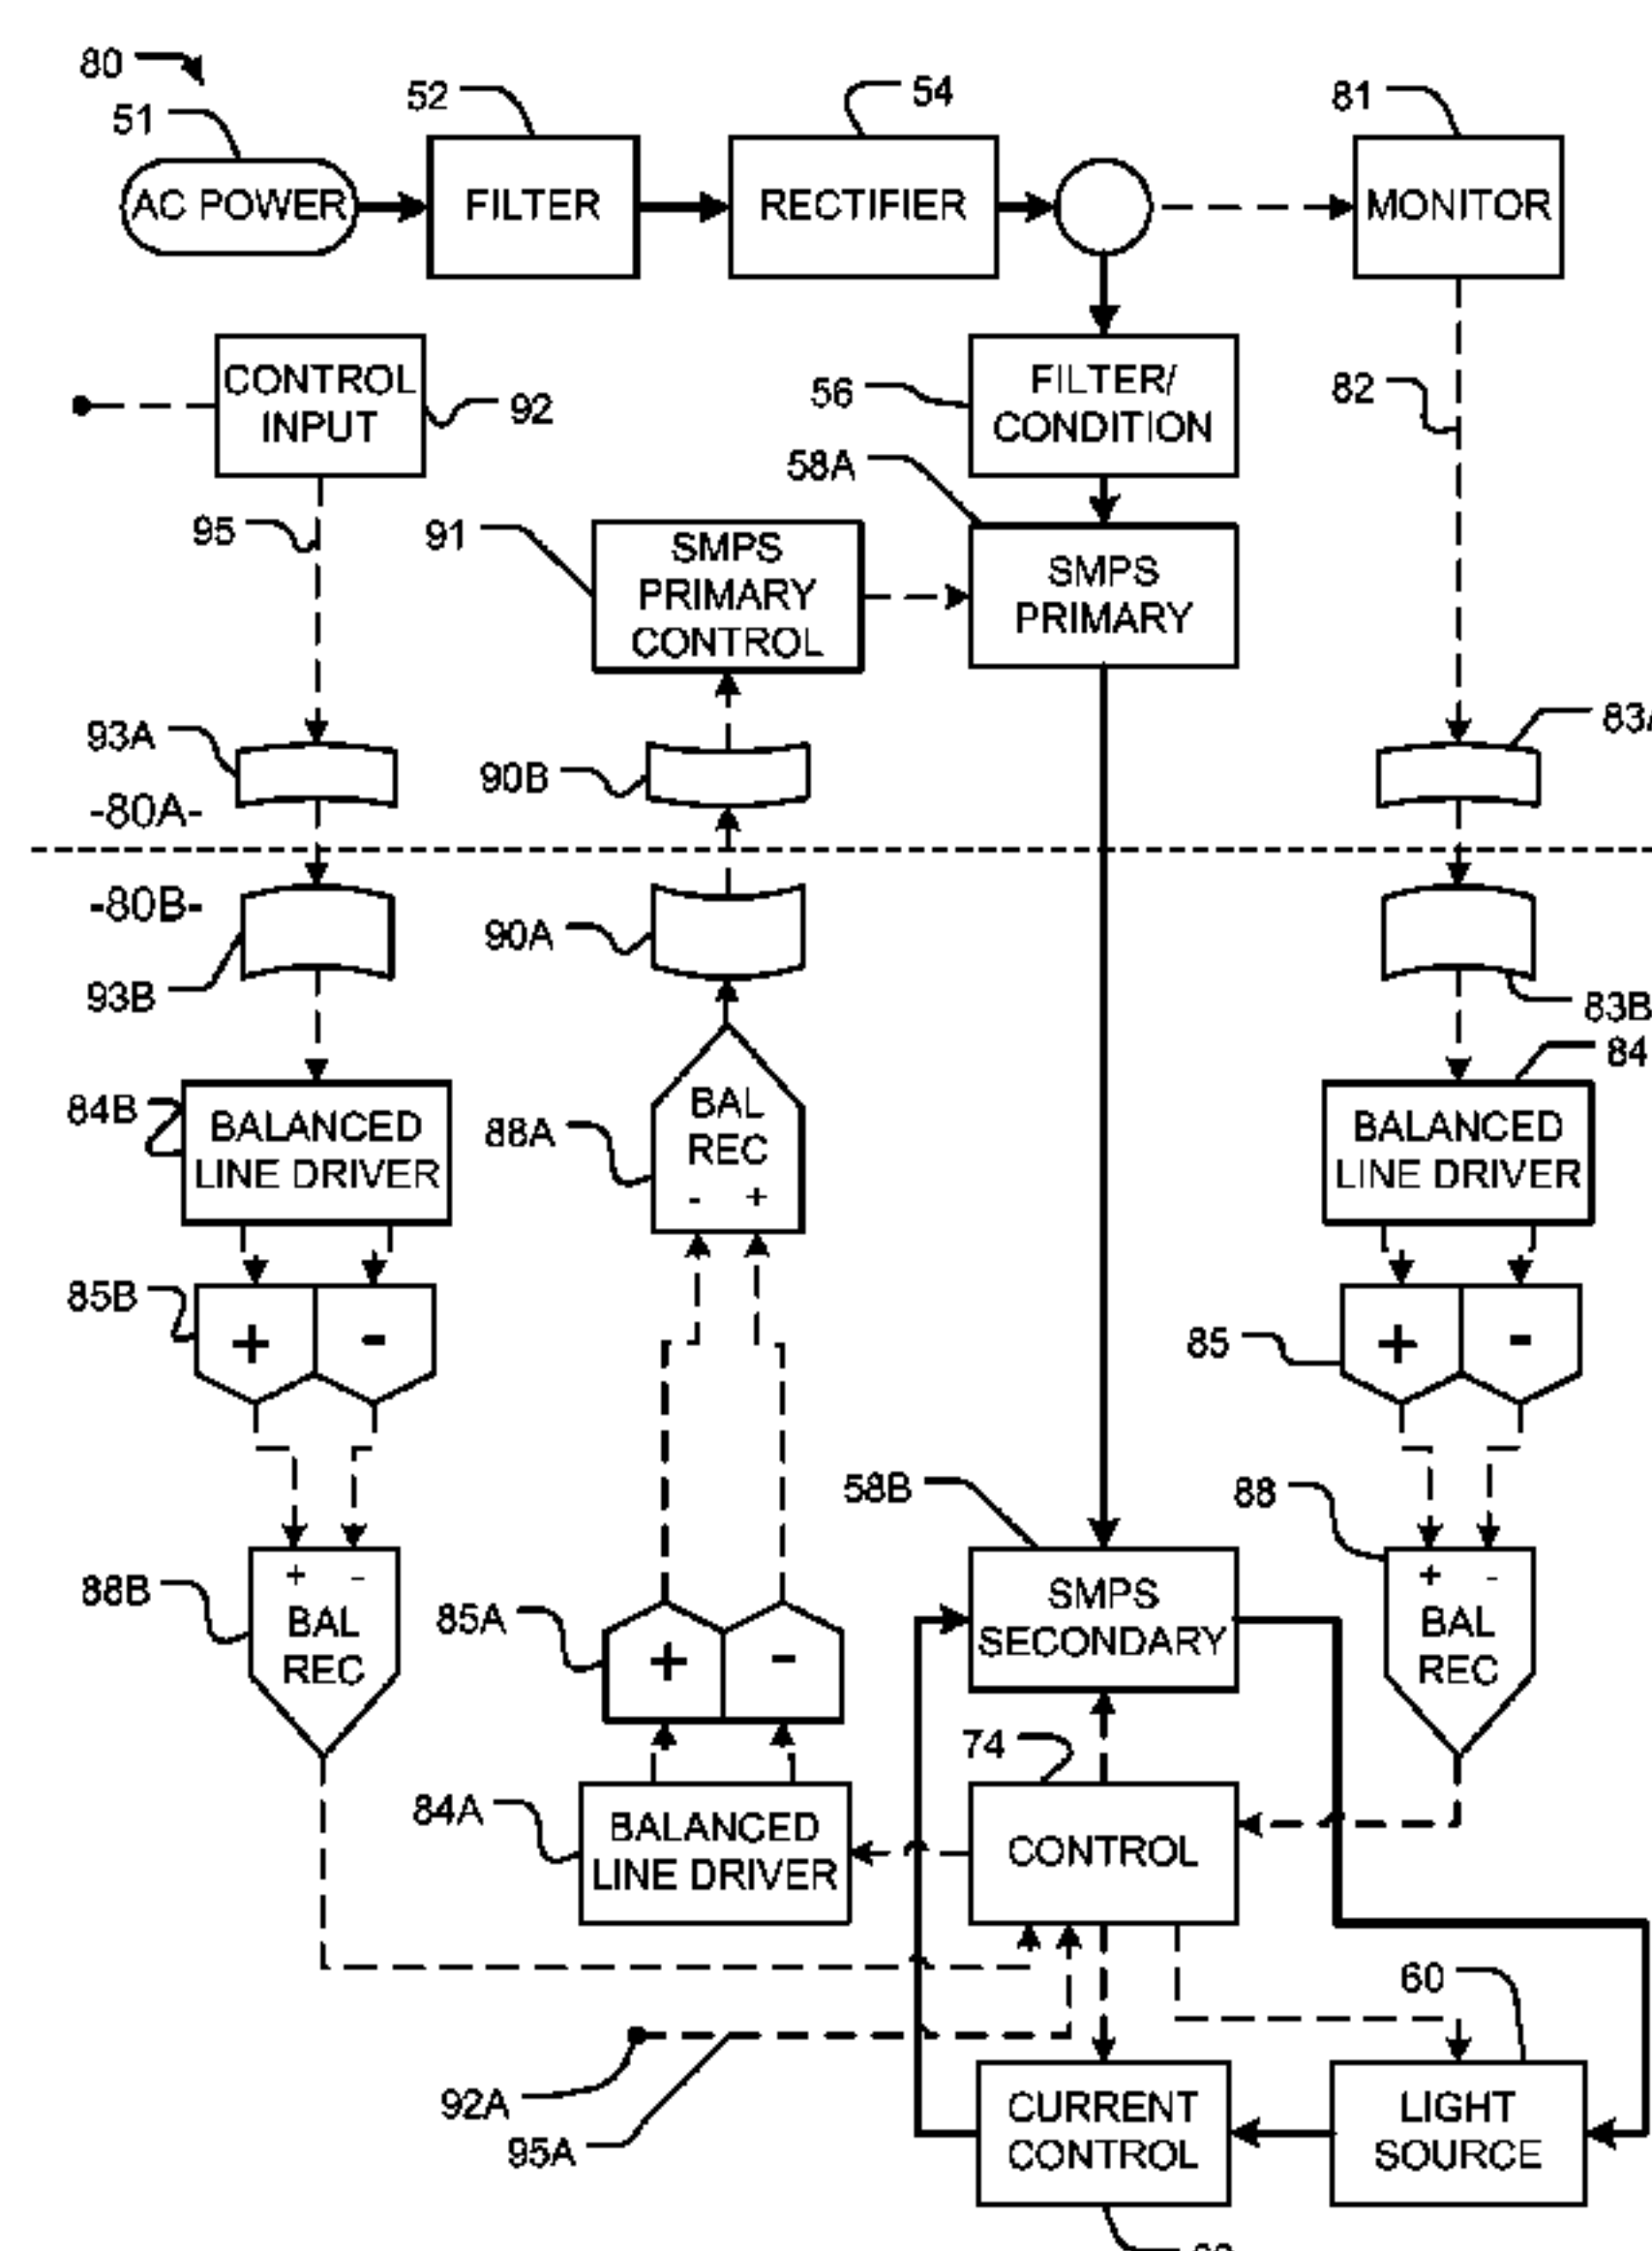 80
51
52
54
81
AC POWER
FILTER
RECTIFIER
MONITOR
CONTROL
INPUT
92
56
FILTER/
CONDITION
82
58A
95
91
SMPS
PRIMARY
CONTROL
SMPS
PRIMARY
93A
90B
83A
-80A-
-80B-
90A
93B
83B
84
84B
BALANCED
LINE DRIVER
88A
BAL
REC
- +
BALANCED
LINE DRIVER
85B
+ -
85
+ -
58B
88
88B
+ -
BAL
REC
85A
+ -
SMPS
SECONDARY
+ -
BAL
REC
74
84A
BALANCED
LINE DRIVER
CONTROL
60
92A
95A
CURRENT
CONTROL
LIGHT
SOURCE